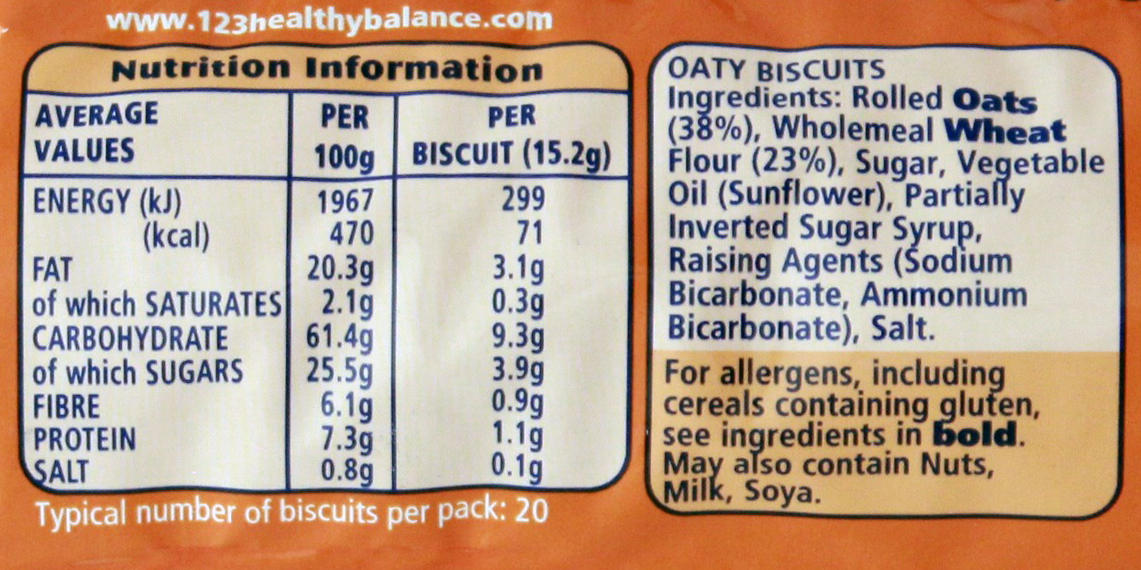 www.123healthybalance.com
Nutrition Information
AVERAGE VALUES PER 100g PER BISCUIT (15.2g)
ENERGY (kJ) 1967 299
(kcal) 470 71
FAT 20.3g 3.1g
of which SATURATES 2.1g 0.3g
CARBOHYDRATE 61.4g 9.3g
of which SUGARS 25.5g 3.9g
FIBRE 6.1g 0.9g
PROTEIN 7.3g 1.1g
SALT 0.8g 0.1g
Typical number of biscuits per pack: 20
OATY BISCUITS
Ingredients: Rolled Oats
(38%), Wholemeal Wheat
Flour (23%), Sugar, Vegetable
Oil (Sunflower), Partially
Inverted Sugar Syrup,
Raising Agents (Sodium
Bicarbonate, Ammonium
Bicarbonate), Salt.
For allergens, including
cereals containing gluten,
see ingredients in bold.
May also contain Nuts,
Milk, Soya.